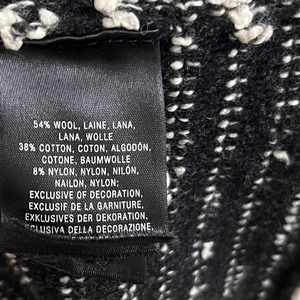 54% WOOL, LAINE, LANA,
LANA, WOLLE
38% COTTON, COTON, ALGODÓN,
COTONE, BAUMWOLLE
8% NYLON, NYLON, NILÓN,
NAILON, NYLON;
EXCLUSIVE OF DECORATION,
EXCLUSIF DE LA GARNITURE,
EXKLUSIVES DER DEKORATION,
ESCLUSIVA DELLA DECORAZIONE,